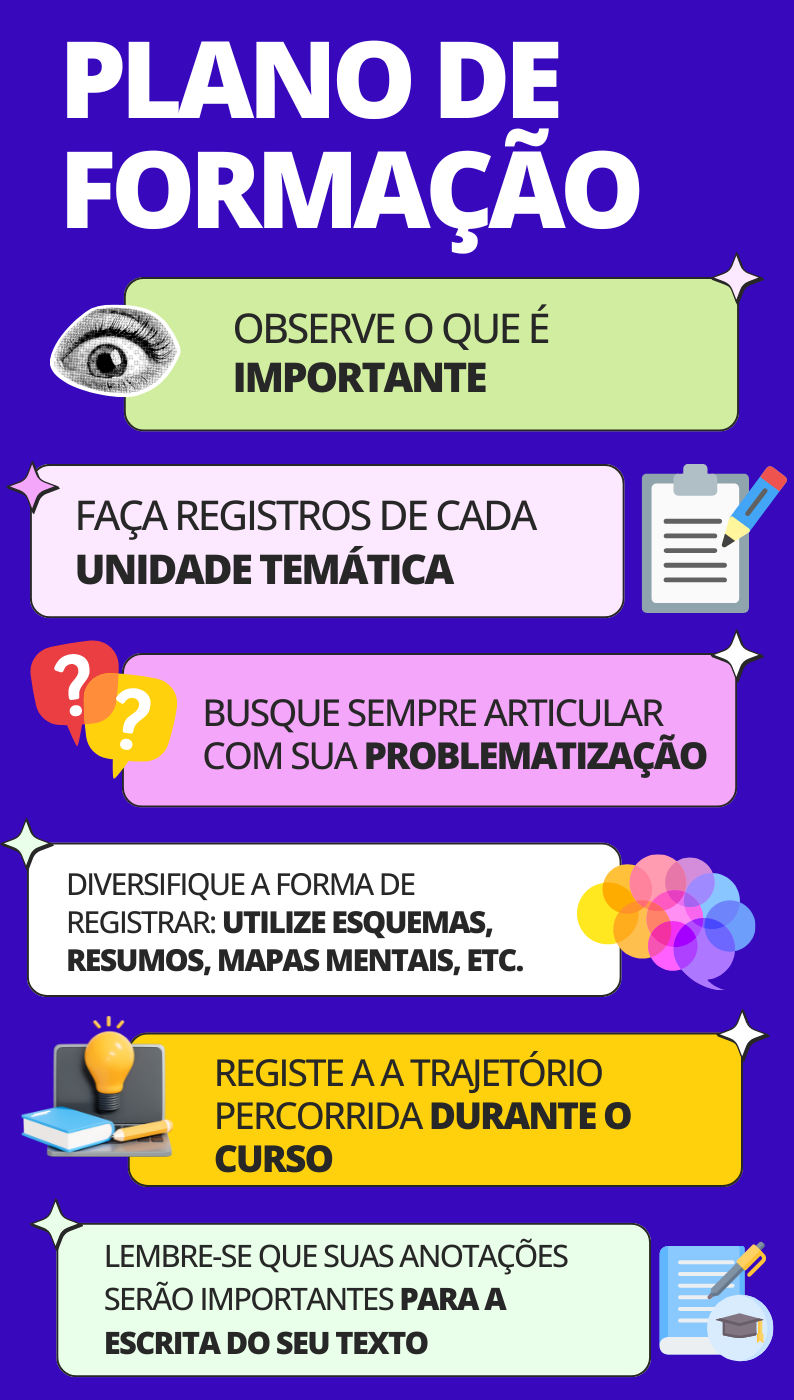 PLANO DE
FORMAÇÃO
OBSERVE O QUE É
IMPORTANTE
FAÇA REGISTROS DE CADA
UNIDADE TEMÁTICA
BUSQUE SEMPRE ARTICULAR
COM SUA PROBLEMATIZAÇÃO
DIVERSIFIQUE A FORMA DE
REGISTRAR: UTILIZE ESQUEMAS,
RESUMOS, MAPAS MENTAIS, ETC.
REGISTE A A TRAJETÓRIO
PERCORRIDA DURANTE O
CURSO
LEMBRE-SE QUE SUAS ANOTAÇÕES
SERÃO IMPORTANTES PARA A
ESCRITA DO SEU TEXTO